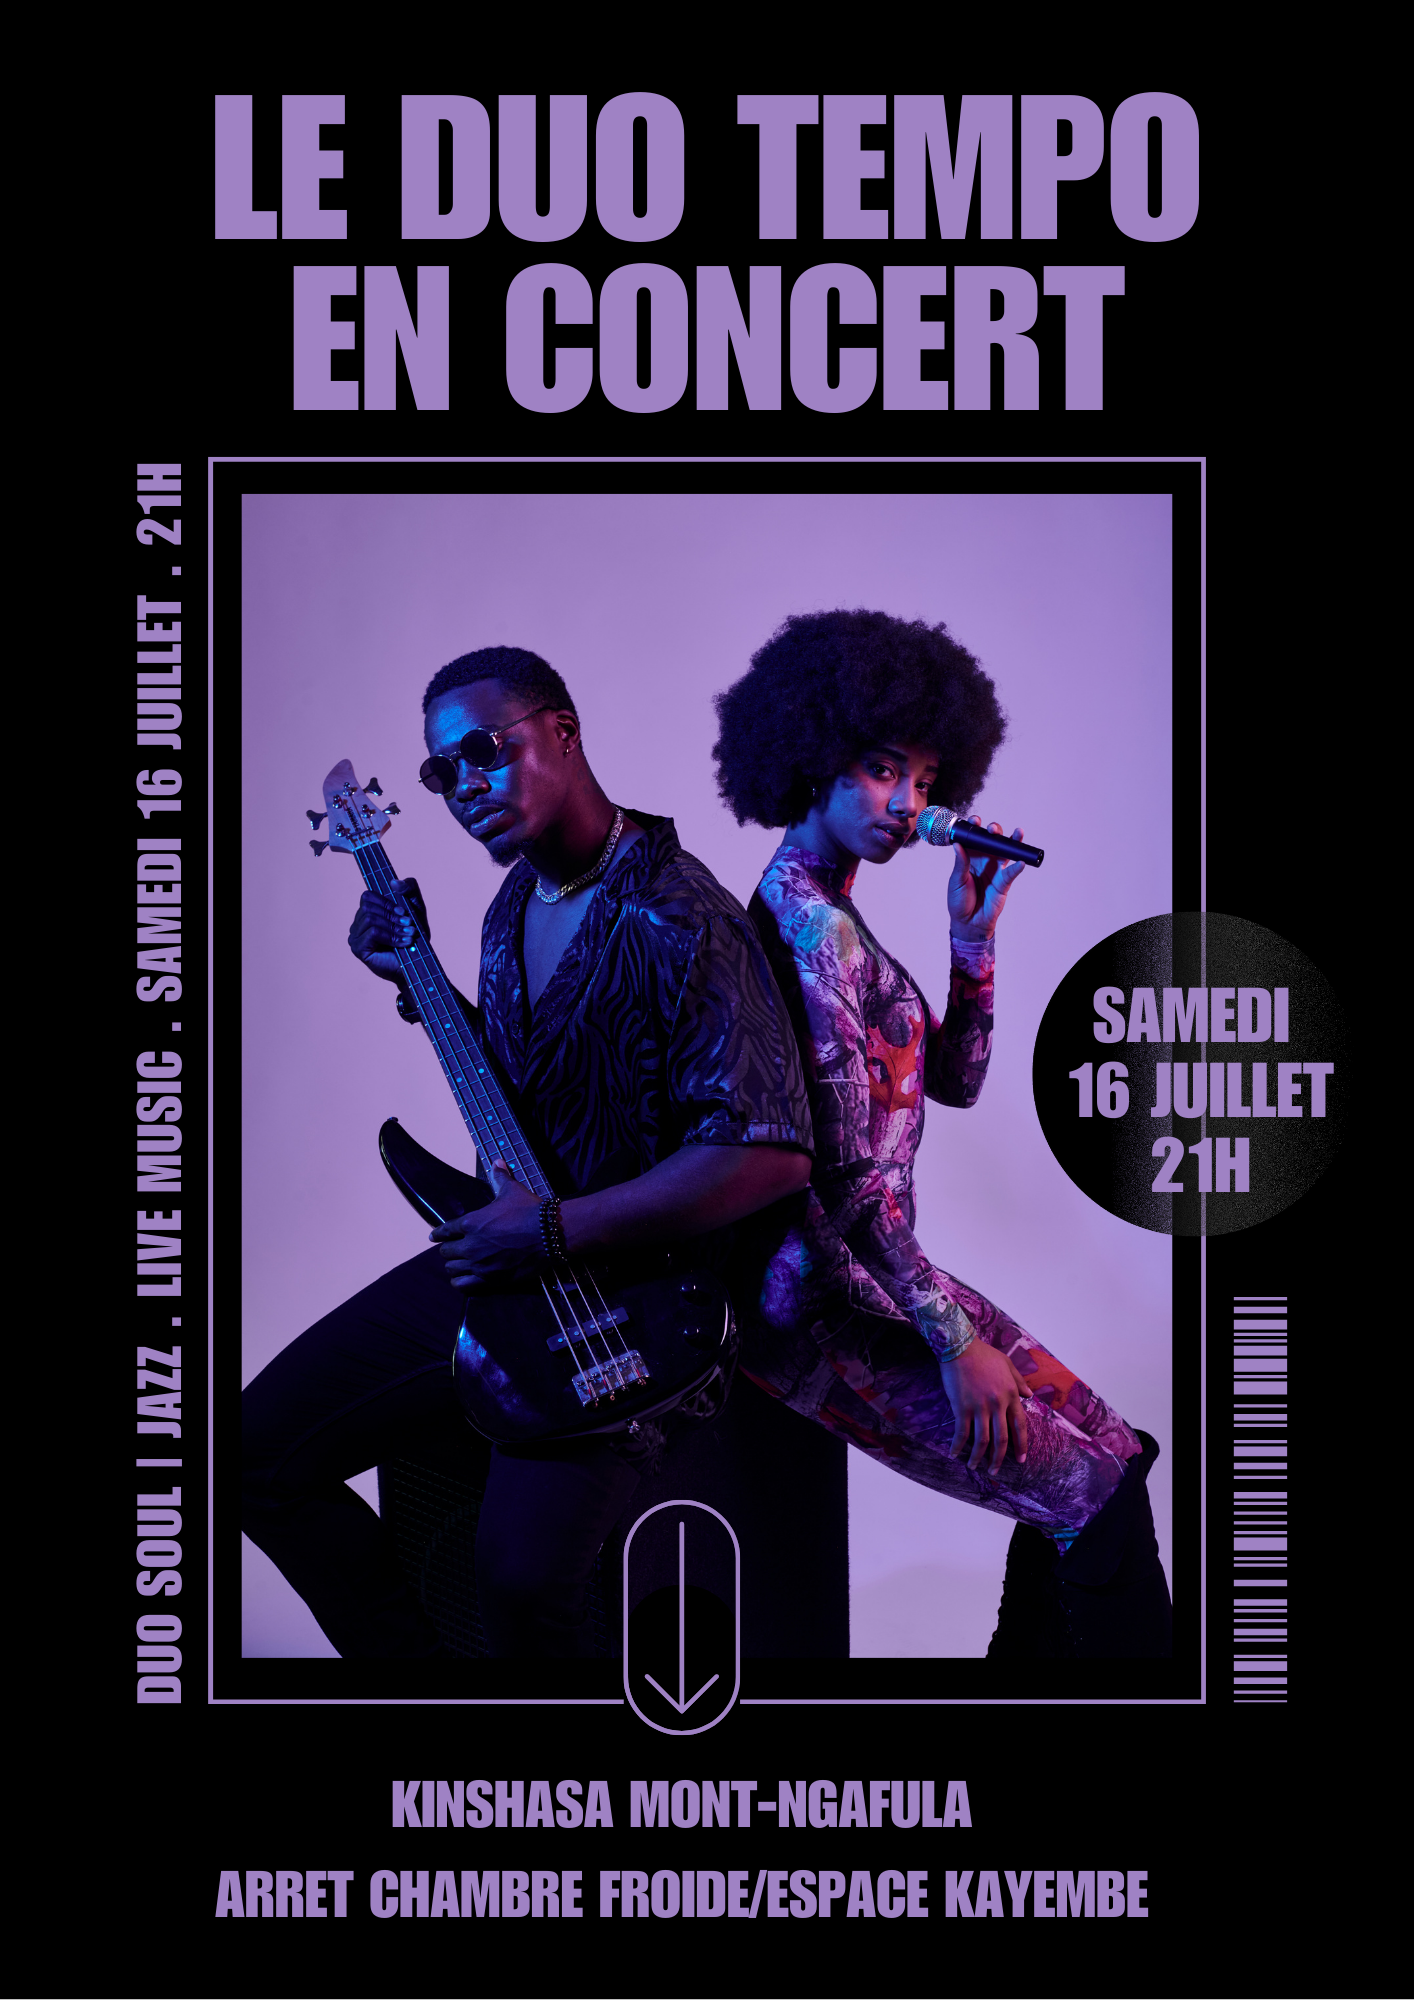 LE DUO TEMPO
EN CONCERT
DUO SOUL | JAZZ . LIVE MUSIC . SAMEDI 16 JUILLET . 21H
SAMEDI
16 JUILLET
21H
KINSHASA MONT-NGAFULA
ARRET CHAMBRE FROIDE/ESPACE KAYEMBE